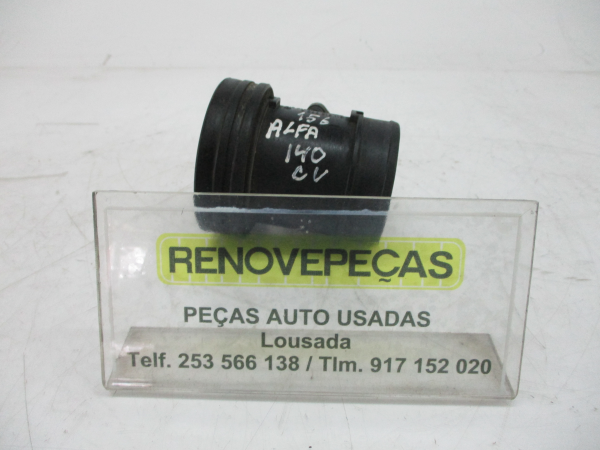 156
ALFA
140
CV
RENOVEPEÇAS
PEÇAS AUTO USADAS
Lousada
Telf. 253 566 138 / Tlm. 917 152 020